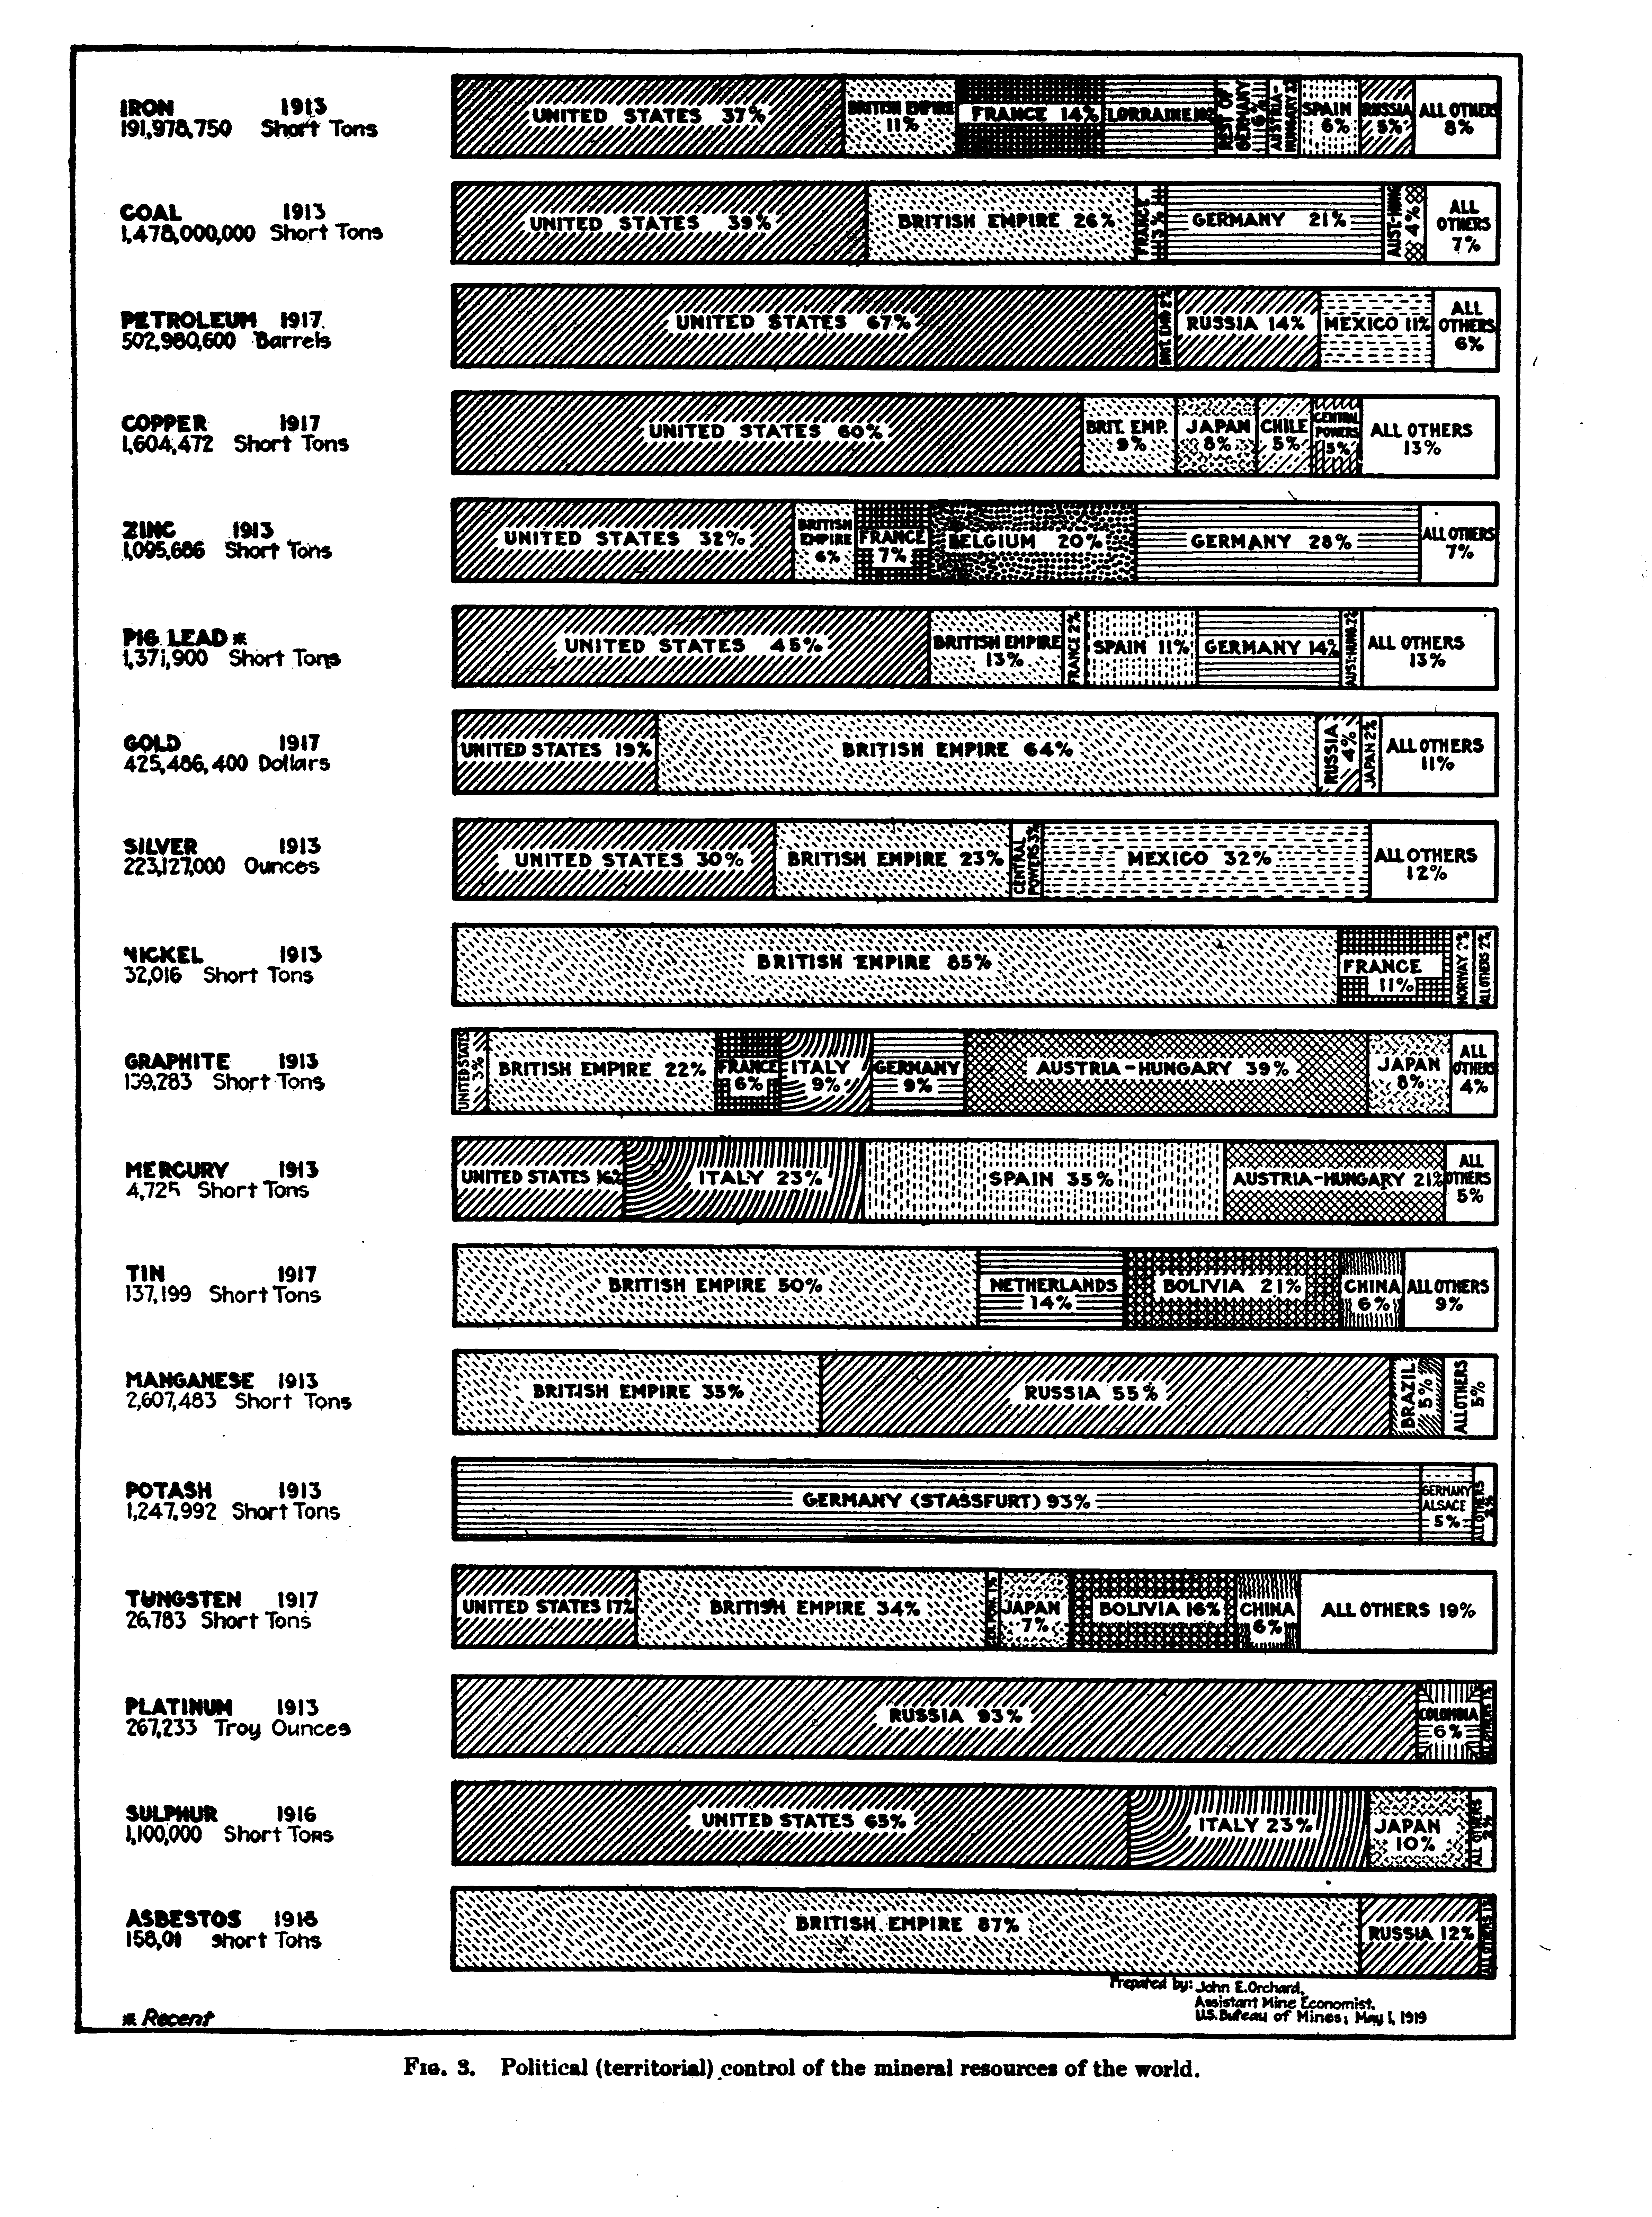 IRON 1913
191,978,750 Short Tons
UNITED STATES 37%
BRITISH EMPIRE
11%
FRANCE 14%
LORRAINE 10%
REST OF
GERMANY
6%
AUSTRIA-
HUNGARY 3%
SPAIN
6%
RUSSIA
5%
ALL OTHERS
8%
COAL 1913
1,478,000,000 Short Tons
UNITED STATES 39%
BRITISH EMPIRE 26%
FRANCE
3%
GERMANY 21%
AUST.-HUNG.
4%
ALL
OTHERS
7%
PETROLEUM 1917
502,980,600 Barrels
UNITED STATES 67%
BRIT. EMP. 2%
RUSSIA 14%
MEXICO 11%
ALL
OTHERS
6%
COPPER 1917
1,604,472 Short Tons
UNITED STATES 60%
BRIT. EMP.
9%
JAPAN
8%
CHILE
5%
CENTRAL
POWERS
5%
ALL OTHERS
13%
ZINC 1913
1,095,686 Short Tons
UNITED STATES 32%
BRITISH
EMPIRE
6%
FRANCE
7%
BELGIUM 20%
GERMANY 28%
ALL OTHERS
7%
PIG LEAD *
1,371,900 Short Tons
UNITED STATES 45%
BRITISH EMPIRE
13%
FRANCE 2%
SPAIN 11%
GERMANY 14%
AUST-HUNG. 2%
ALL OTHERS
13%
GOLD 1917
425,486,400 Dollars
UNITED STATES 19%
BRITISH EMPIRE 64%
RUSSIA
4%
JAPAN 2%
ALL OTHERS
11%
SILVER 1913
223,127,000 Ounces
UNITED STATES 30%
BRITISH EMPIRE 23%
CENTRAL
POWERS 3%
MEXICO 32%
ALL OTHERS
12%
NICKEL 1913
32,016 Short Tons
BRITISH EMPIRE 85%
FRANCE
11%
NORWAY 2%
ALL OTHERS 2%
GRAPHITE 1913
139,283 Short Tons
UNITED STATES
3%
BRITISH EMPIRE 22%
FRANCE
6%
ITALY
9%
GERMANY
9%
AUSTRIA-HUNGARY 39%
JAPAN
8%
ALL
OTHERS
4%
MERCURY 1913
4,725 Short Tons
UNITED STATES 16%
ITALY 23%
SPAIN 35%
AUSTRIA-HUNGARY 21%
ALL
OTHERS
5%
TIN 1917
137,199 Short Tons
BRITISH EMPIRE 50%
NETHERLANDS
14%
BOLIVIA 21%
CHINA
6%
ALL OTHERS
9%
MANGANESE 1913
2,607,483 Short Tons
BRITISH EMPIRE 35%
RUSSIA 55%
BRAZIL
5%
ALL OTHERS
5%
POTASH 1913
1,247,992 Short Tons
GERMANY (STASSFURT) 93%
GERMANY
ALSACE
5%
ALL OTHERS
2%
TUNGSTEN 1917
26,783 Short Tons
UNITED STATES 17%
BRITISH EMPIRE 34%
1%
JAPAN
7%
BOLIVIA 16%
CHINA
6%
ALL OTHERS 19%
PLATINUM 1913
267,233 Troy Ounces
RUSSIA 93%
COLOMBIA
6%
ALL OTHERS 1%
SULPHUR 1916
1,100,000 Short Tons
UNITED STATES 65%
ITALY 23%
JAPAN
10%
ALL OTHERS
2%
ASBESTOS 1918
158,01 Short Tons
BRITISH EMPIRE 87%
RUSSIA 12%
ALL OTHERS 1%
* Recent
Prepared by: John E. Orchard,
Assistant Mine Economist,
U.S. Bureau of Mines; May 1, 1919
FIG. 3. Political (territorial) control of the mineral resources of the world.